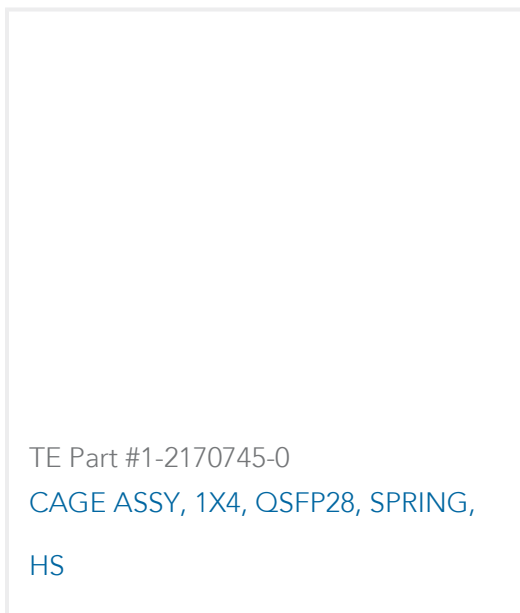 TE Part #1-2170745-0
CAGE ASSY, 1X4, QSFP28, SPRING,
HS